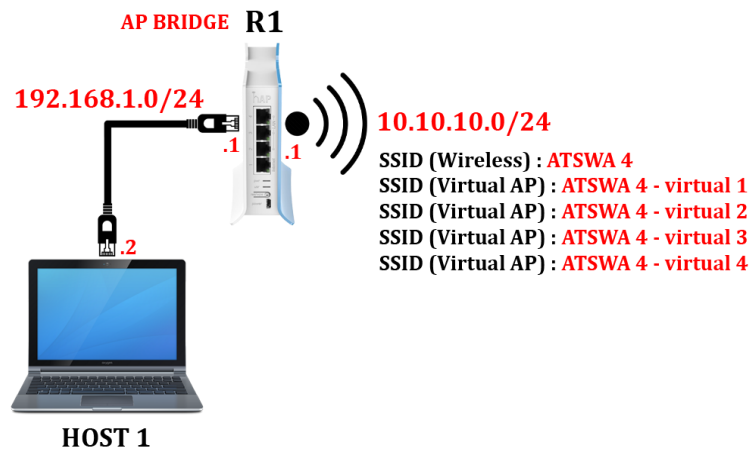 AP BRIDGE R1
192.168.1.0/24
.1
.1
10.10.10.0/24
SSID (Wireless) : ATSWA 4
SSID (Virtual AP) : ATSWA 4 - virtual 1
SSID (Virtual AP) : ATSWA 4 - virtual 2
SSID (Virtual AP) : ATSWA 4 - virtual 3
SSID (Virtual AP) : ATSWA 4 - virtual 4
.2
HOST 1